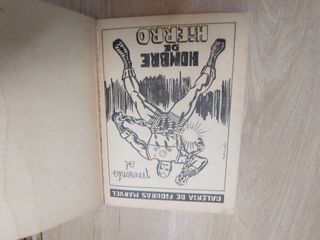 GALERIA DE FIGURAS MARVEL
presenta
al
HOMBRE
DE
HIERRO